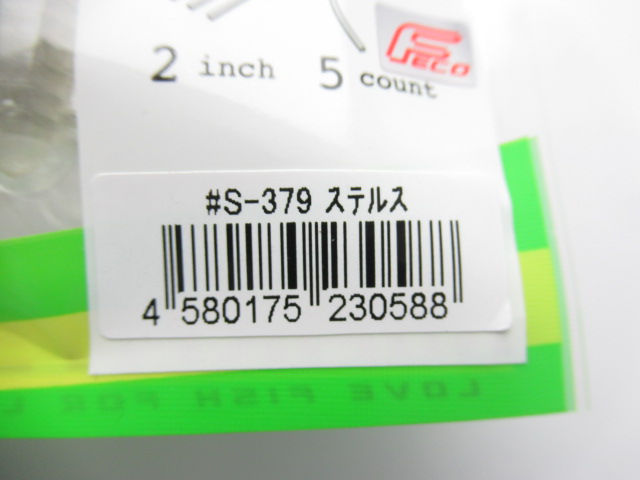 2 inch 5 count
FECO
#S-379 ステルス
4 580175 230588
LOVE FISH FOR L